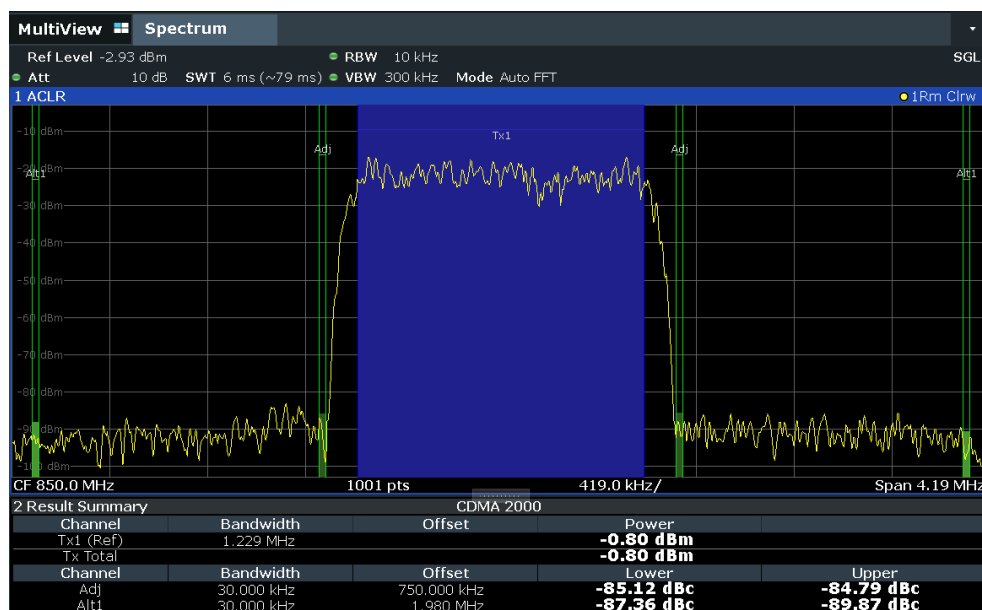 MultiView Spectrum
Ref Level -2.93 dBm RBW 10 kHz SGL
Att 10 dB SWT 6 ms (~79 ms) VBW 300 kHz Mode Auto FFT
1 ACLR 1Rm Clrw
-10 dBm
Tx1
Adj Adj
-20 dBm
Alt1 Alt1
-30 dBm
-40 dBm
-50 dBm
-60 dBm
-70 dBm
-80 dBm
-90 dBm
-100 dBm
CF 850.0 MHz 1001 pts 419.0 kHz/ Span 4.19 MHz
2 Result Summary CDMA 2000
Channel Bandwidth Offset Power
Tx1 (Ref) 1.229 MHz -0.80 dBm
Tx Total -0.80 dBm
Channel Bandwidth Offset Lower Upper
Adj 30.000 kHz 750.000 kHz -85.12 dBc -84.79 dBc
Alt1 30.000 kHz 1.980 MHz -87.36 dBc -89.87 dBc